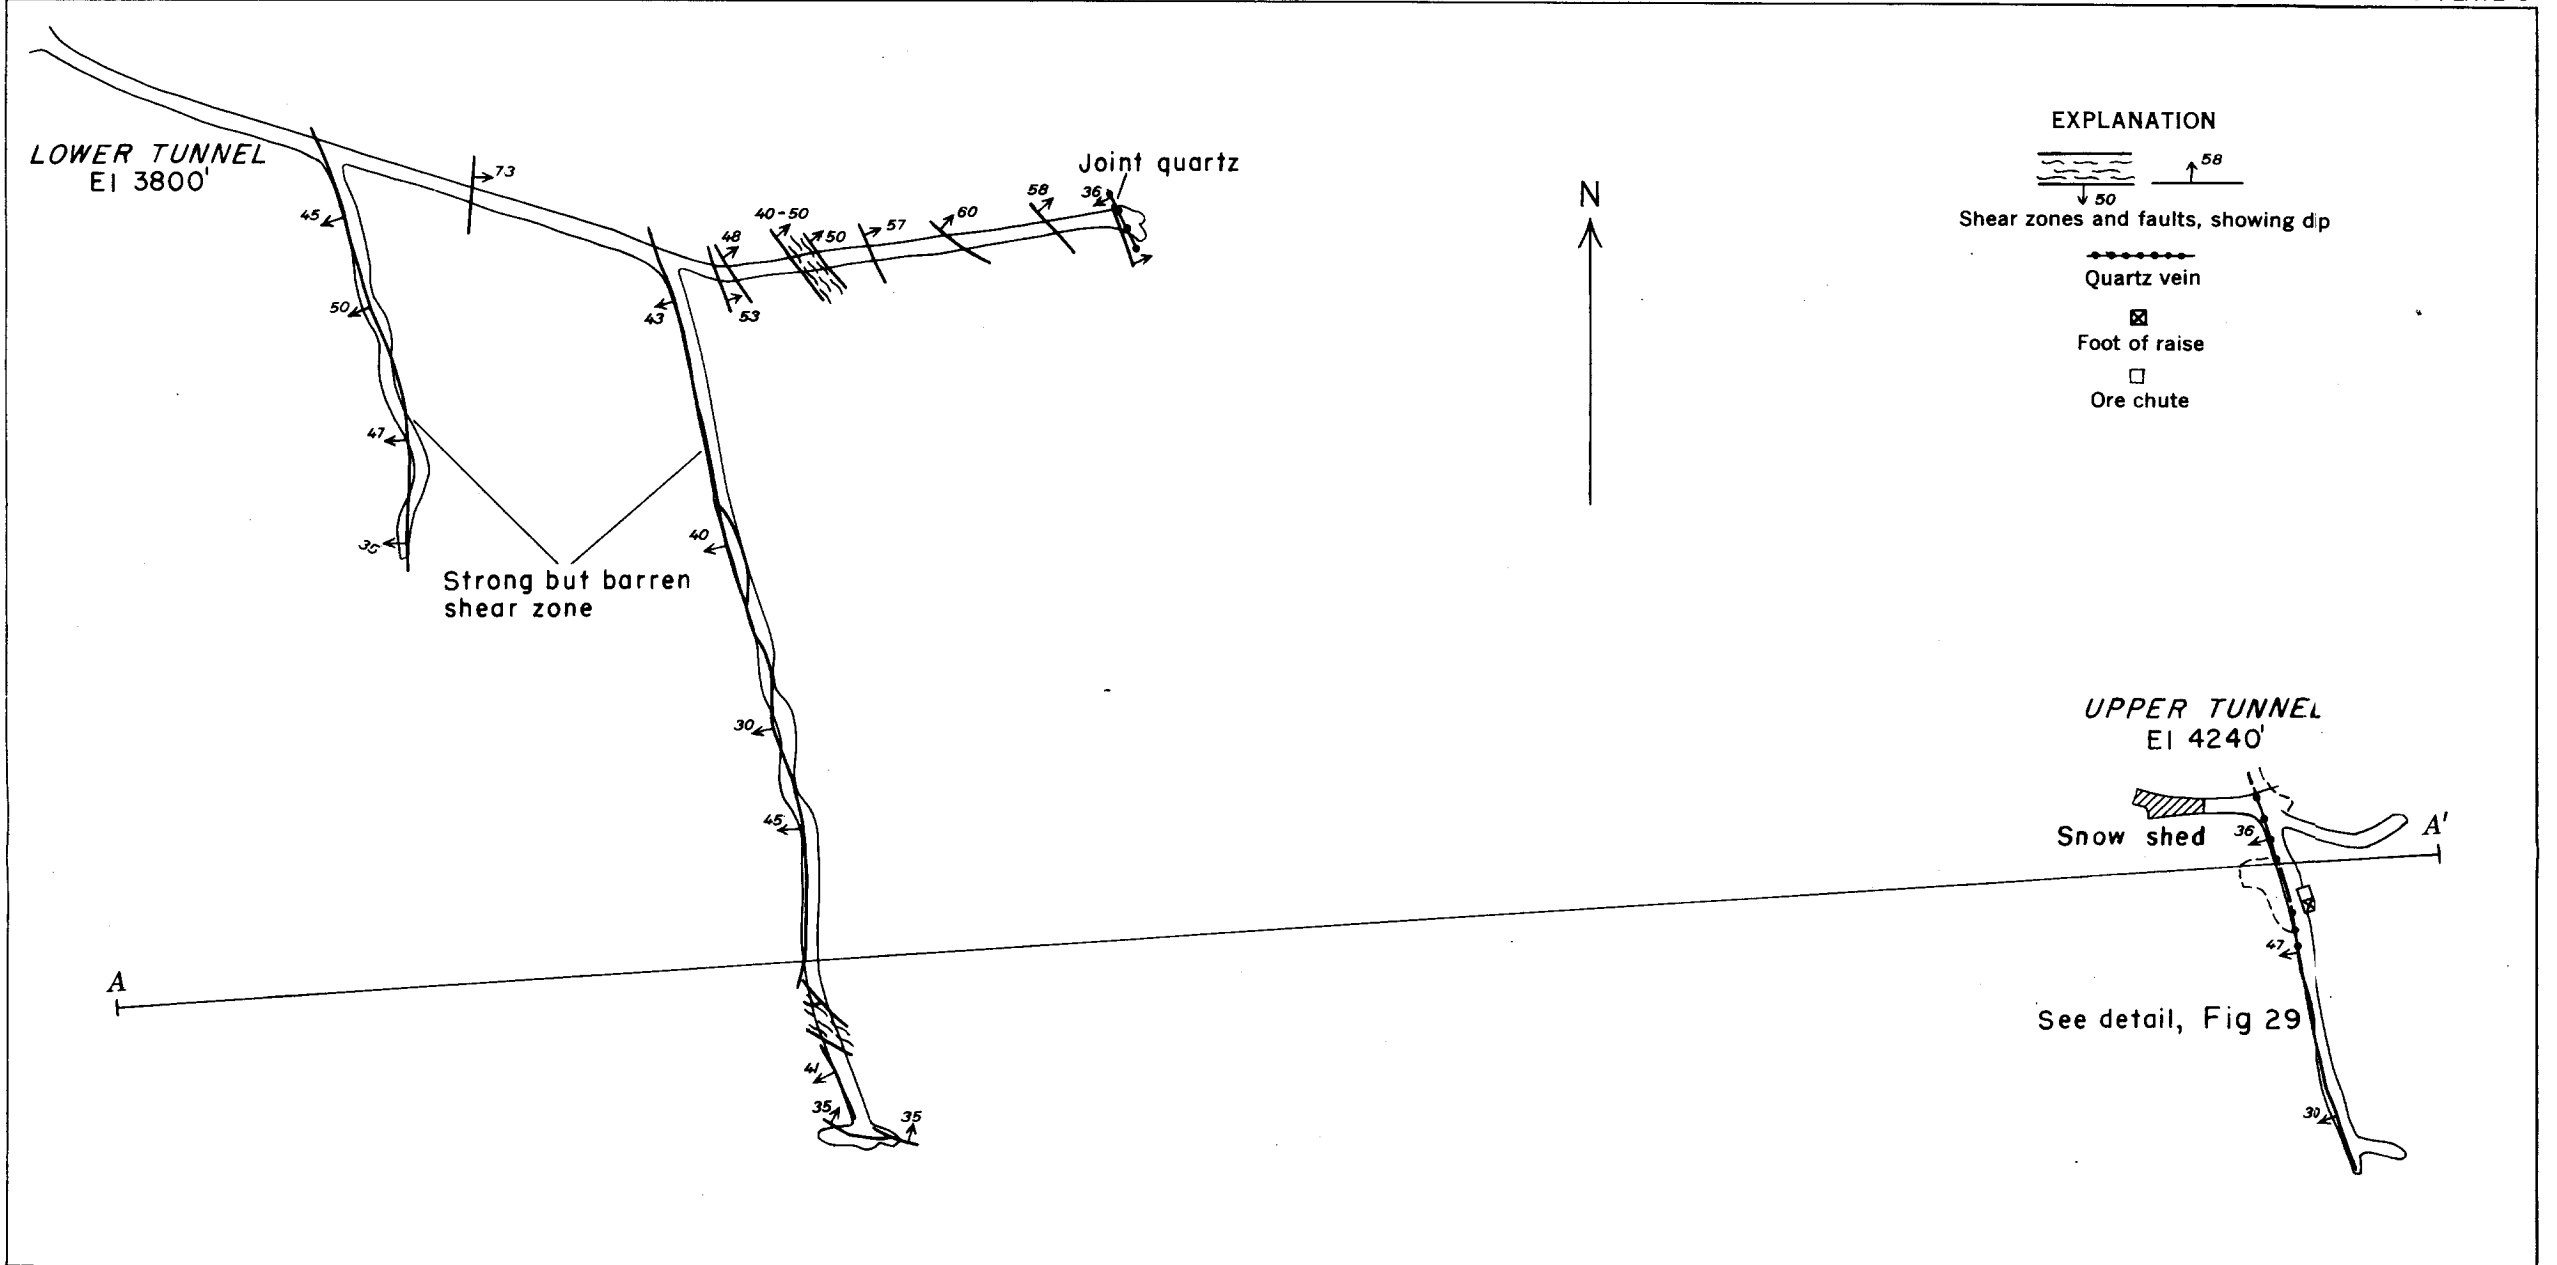 LOWER TUNNEL
El 3800'
45
50
47
35
73
43
48
53
40-50
50
57
60
58
36
Joint quartz
40
30
45
41
35
35
Strong but barren
shear zone
N
EXPLANATION
58
50
Shear zones and faults, showing dip
Quartz vein
Foot of raise
Ore chute
UPPER TUNNEL
El 4240'
Snow shed
36
A'
A
47
See detail, Fig 29
30